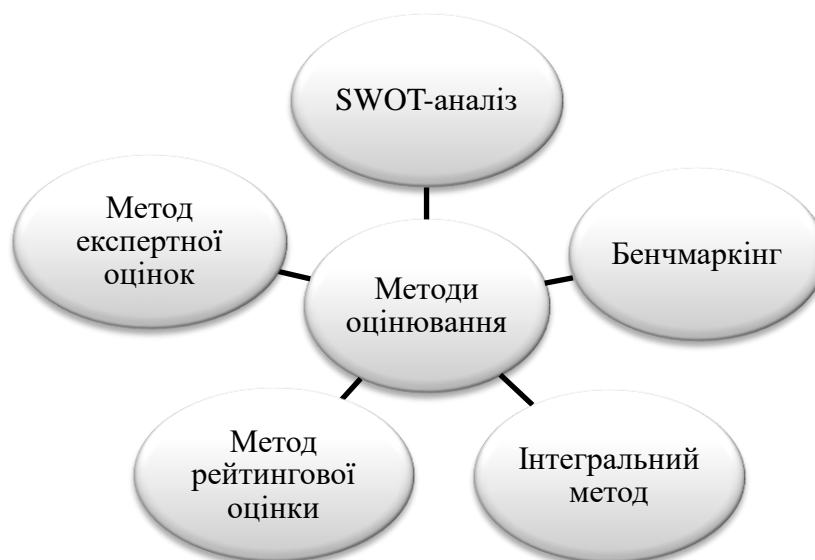 SWOT-аналіз
Метод
експертної
оцінок
Бенчмаркінг
Методи
оцінювання
Метод
рейтингової
оцінки
Інтегральний
метод